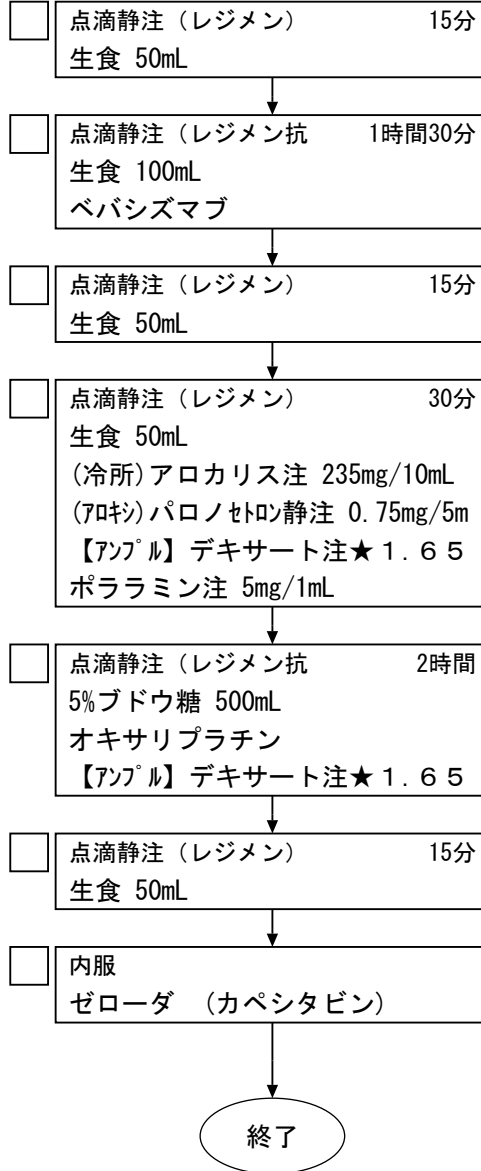 点滴静注（レジメン） 15分
生食 50mL
点滴静注（レジメン抗 1時間30分
生食 100mL
ベバシズマブ
点滴静注（レジメン） 15分
生食 50mL
点滴静注（レジメン） 30分
生食 50mL
(冷所)アロカリス注 235mg/10mL
(ｱﾛｷｼ)パロノｾﾄﾛﾝ静注 0.75mg/5m
【ｱﾝﾌﾟﾙ】デキサート注★１.６５
ポララミン注 5mg/1mL
点滴静注（レジメン抗 2時間
5%ブドウ糖 500mL
オキサリプラチン
【ｱﾝﾌﾟﾙ】デキサート注★１.６５
点滴静注（レジメン） 15分
生食 50mL
内服
ゼローダ （カペシタビン）
終了